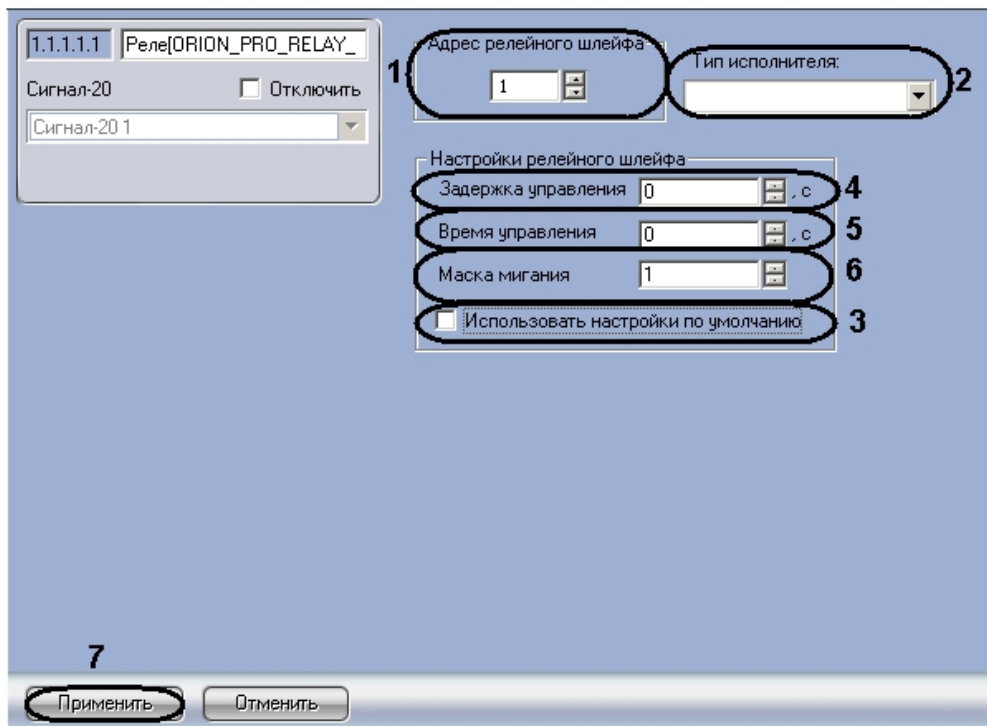 1.1.1.1.1 Реле[ORION_PRO_RELAY_
Сигнал-20 Отключить
Сигнал-20 1
1 Адрес релейного шлейфа
1
Тип исполнителя: 2
Настройки релейного шлейфа
Задержка управления 0 , с 4
Время управления 0 , с 5
Маска мигания 1 6
Использовать настройки по умолчанию 3
7
Применить Отменить